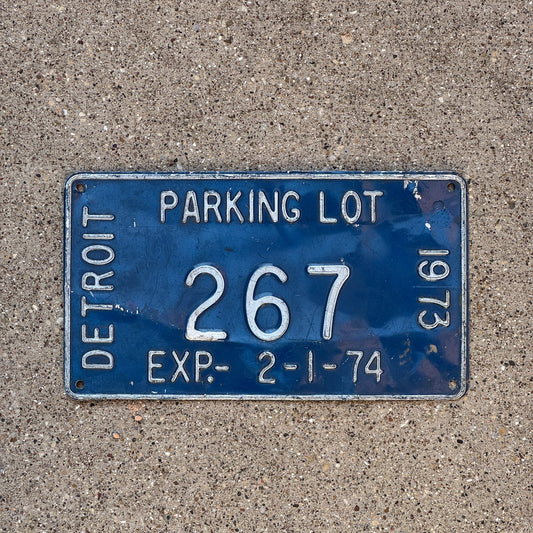 PARKING LOT
DETROIT
267
1973
EXP.- 2-1-74